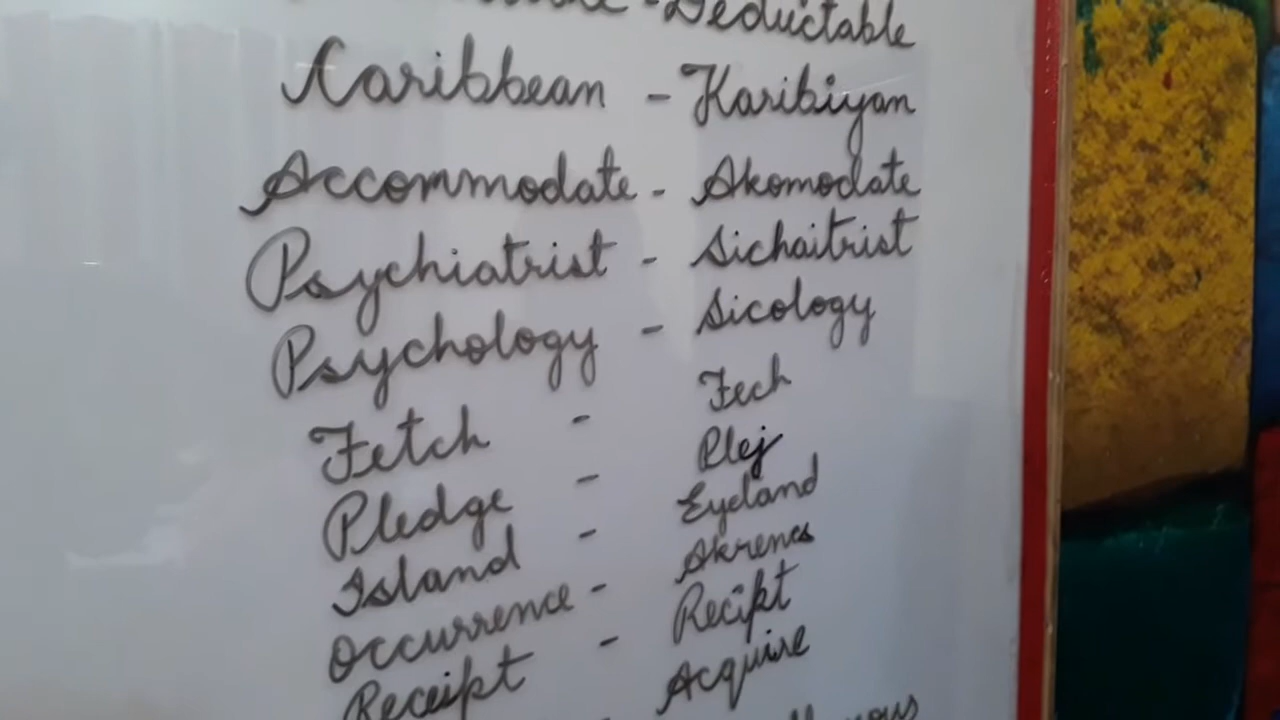 - Deductable
Caribbean - Karibiyan
Accommodate - Akomodate
Psychiatrist - Sichaitrist
Psychology - Sicology
Fetch - Fech
Pledge - Plej
Island - Eyeland
Occurrence - Akrencs
Receipt - Recipt
Acquire